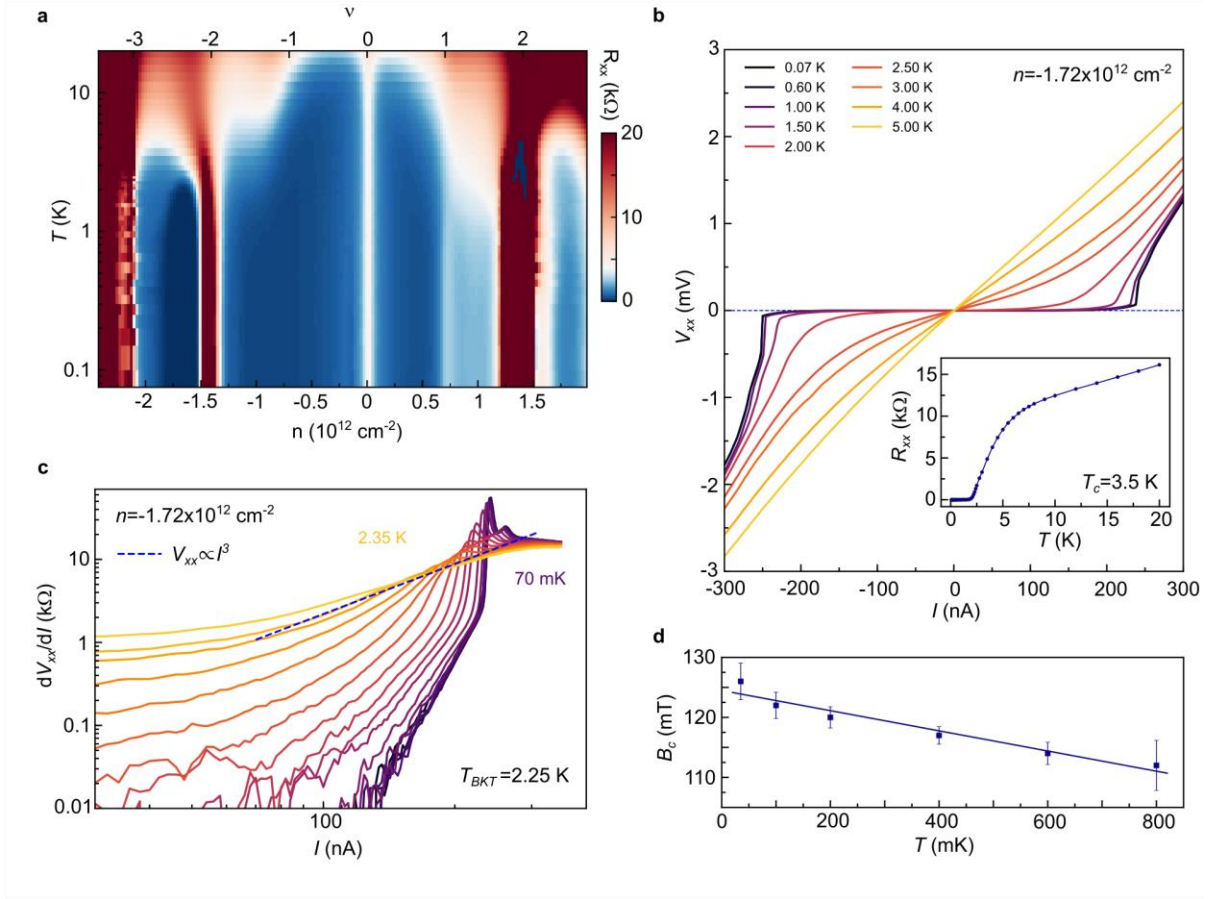 a
ν
-3 -2 -1 0 1 2
T (K)
10
1
0.1
-2 -1.5 -1 -0.5 0 0.5 1 1.5
n (10¹² cm⁻²)
Rxx (kΩ)
20
10
0
b
3
2
1
0
-1
-2
-3
Vxx (mV)
0.07 K
0.60 K
1.00 K
1.50 K
2.00 K
2.50 K
3.00 K
4.00 K
5.00 K
n=-1.72x10¹² cm⁻²
15
10
5
0
Rxx (kΩ)
Tc=3.5 K
0 5 10 15 20
T (K)
-300 -200 -100 0 100 200 300
I (nA)
c
n=-1.72x10¹² cm⁻²
Vxx∝I³
2.35 K
70 mK
10
1
0.1
0.01
dVxx/dI (kΩ)
TBKT=2.25 K
100
I (nA)
d
130
120
110
Bc (mT)
0 200 400 600 800
T (mK)